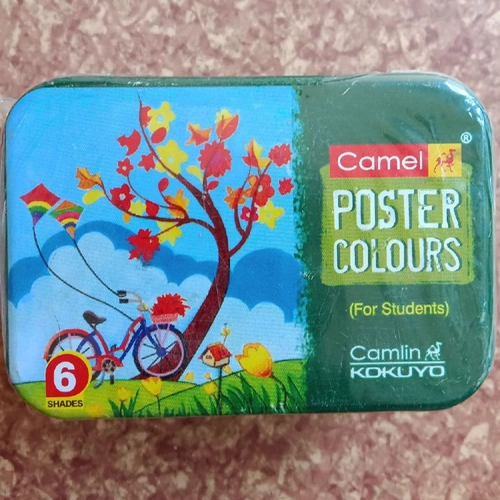 Camel ®
POSTER
COLOURS
(For Students)
Camlin
KOKUYO
6
SHADES